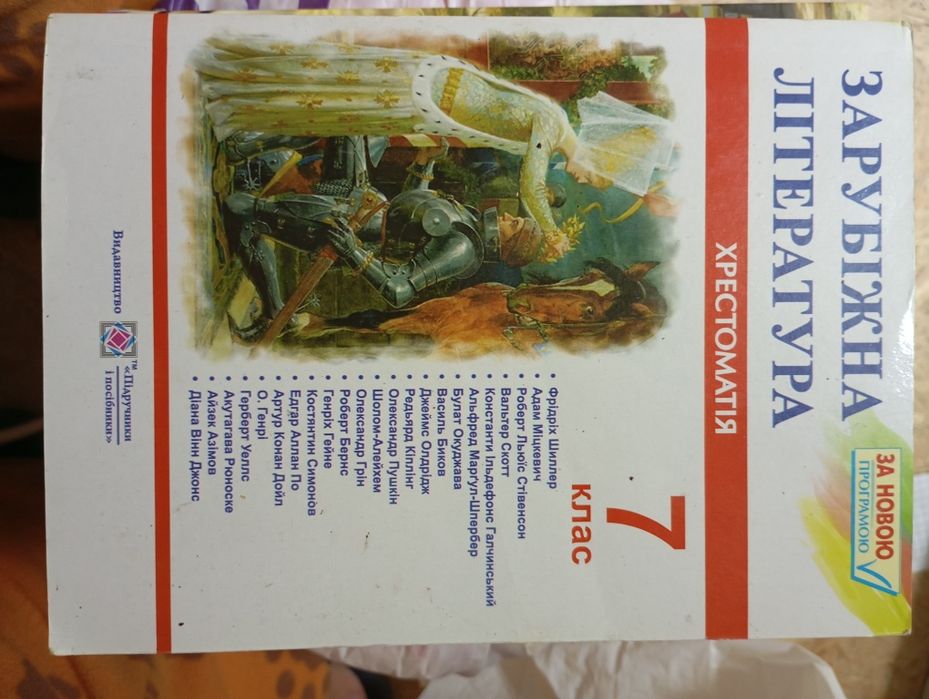 ЗАРУБІЖНА
ЛІТЕРАТУРА
ЗА НОВОЮ
ПРОГРАМОЮ
ХРЕСТОМАТІЯ
7
клас
• Фрідріх Шиллер
• Адам Міцкевич
• Роберт Льюїс Стівенсон
• Вальтер Скотт
• Константи Ільдефонс Галчинський
• Альфред Маргул-Шпербер
• Булат Окуджава
• Василь Биков
• Джеймс Олдрідж
• Редьярд Кіплінг
• Олександр Пушкін
• Шолом-Алейхем
• Олександр Грін
• Роберт Бернс
• Генріх Гейне
• Костянтин Симонов
• Едгар Аллан По
• Артур Конан Дойл
• О. Генрі
• Герберт Уеллс
• Акутагава Рюноске
• Айзек Азімов
• Діана Вінн Джонс
Видавництво
TM
«Підручники
і посібники»